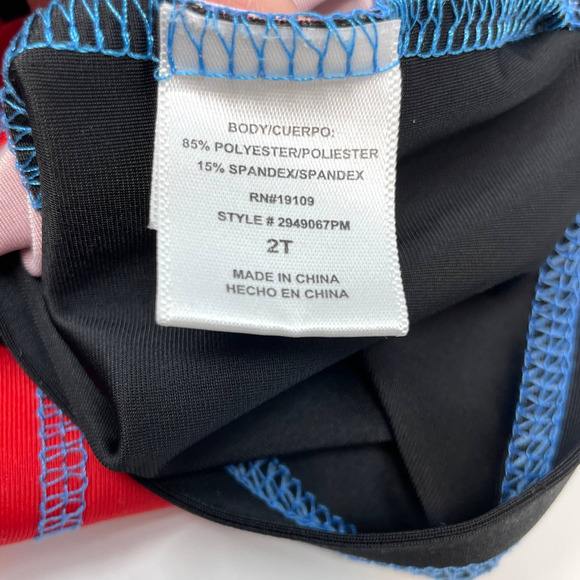 BODY/CUERPO:
85% POLYESTER/POLIESTER
15% SPANDEX/SPANDEX
RN#19109
STYLE # 2949067PM
2T
MADE IN CHINA
HECHO EN CHINA